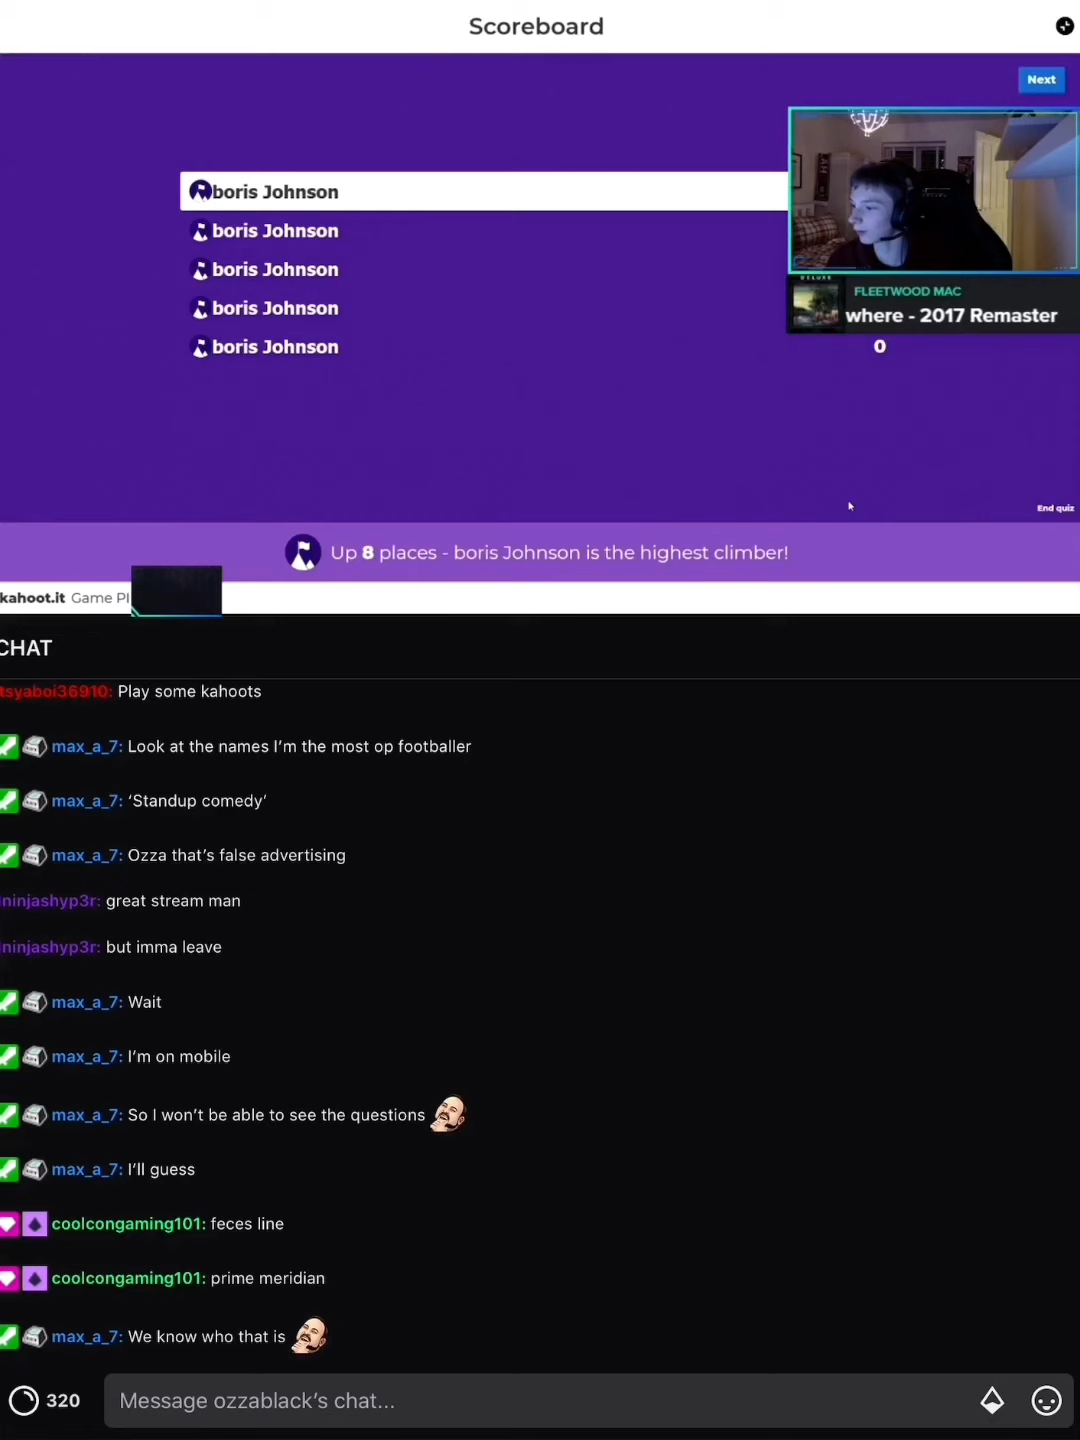 Scoreboard
Next
boris Johnson
boris Johnson
boris Johnson
boris Johnson
boris Johnson
FLEETWOOD MAC
where - 2017 Remaster
0
End quiz
Up 8 places - boris Johnson is the highest climber!
kahoot.it Game PI
CHAT
tsyaboi36910: Play some kahoots
max_a_7: Look at the names I'm the most op footballer
max_a_7: ‘Standup comedy’
max_a_7: Ozza that's false advertising
ninjashyp3r: great stream man
ninjashyp3r: but imma leave
max_a_7: Wait
max_a_7: I'm on mobile
max_a_7: So I won't be able to see the questions
max_a_7: I'll guess
coolcongaming101: feces line
coolcongaming101: prime meridian
max_a_7: We know who that is
320
Message ozzablack's chat...